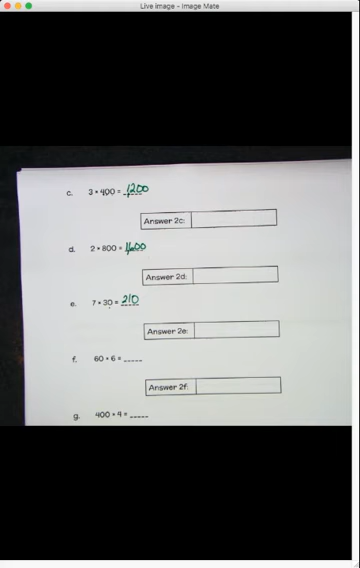 Live image - Image Mate
c. 3 • 400 = 1200
Answer 2c:
d. 2 • 800 = 1600
Answer 2d:
e. 7 • 30 = 210
Answer 2e:
f. 60 • 6 = _____
Answer 2f:
g. 400 • 4 = _____